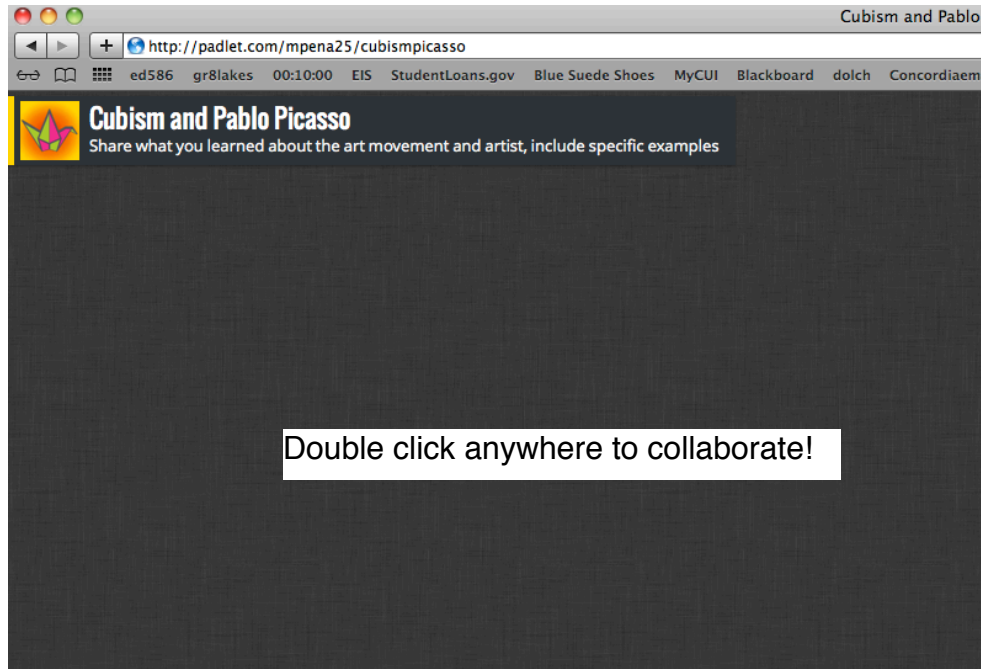 Cubism and Pablo
http://padlet.com/mpena25/cubismpicasso
ed586 gr8lakes 00:10:00 EIS StudentLoans.gov Blue Suede Shoes MyCUI Blackboard dolch Concordiaem
Cubism and Pablo Picasso
Share what you learned about the art movement and artist, include specific examples
Double click anywhere to collaborate!